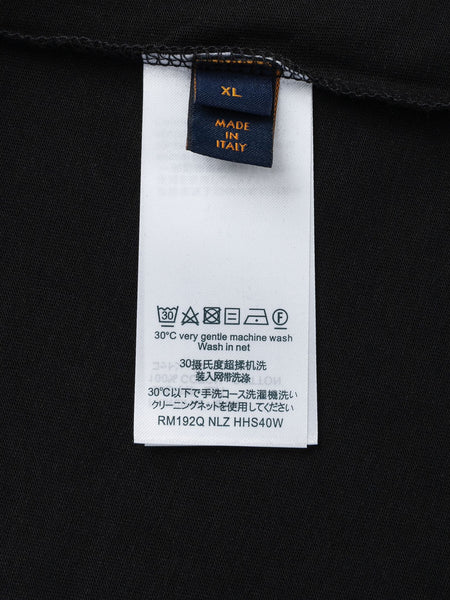 XL
MADE
IN
ITALY
30
F
30°C very gentle machine wash
Wash in net
30摄氏度超揉机洗
装入网带洗涤
30℃以下で手洗コース洗濯機洗い
クリーニングネットを使用してください
RM192Q NLZ HHS40W